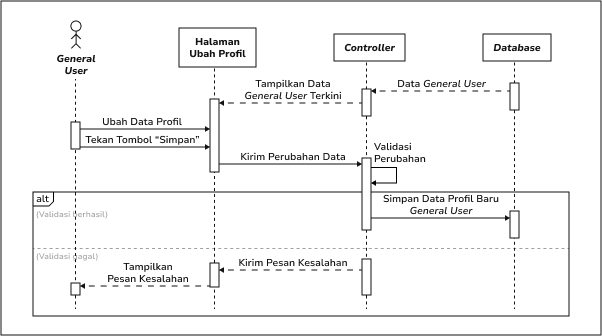 General
User
Halaman
Ubah Profil
Controller
Database
Data General User
Tampilkan Data
General User Terkini
Ubah Data Profil
Tekan Tombol “Simpan”
Kirim Perubahan Data
Validasi
Perubahan
alt
(Validasi berhasil)
Simpan Data Profil Baru
General User
(Validasi gagal)
Kirim Pesan Kesalahan
Tampilkan
Pesan Kesalahan